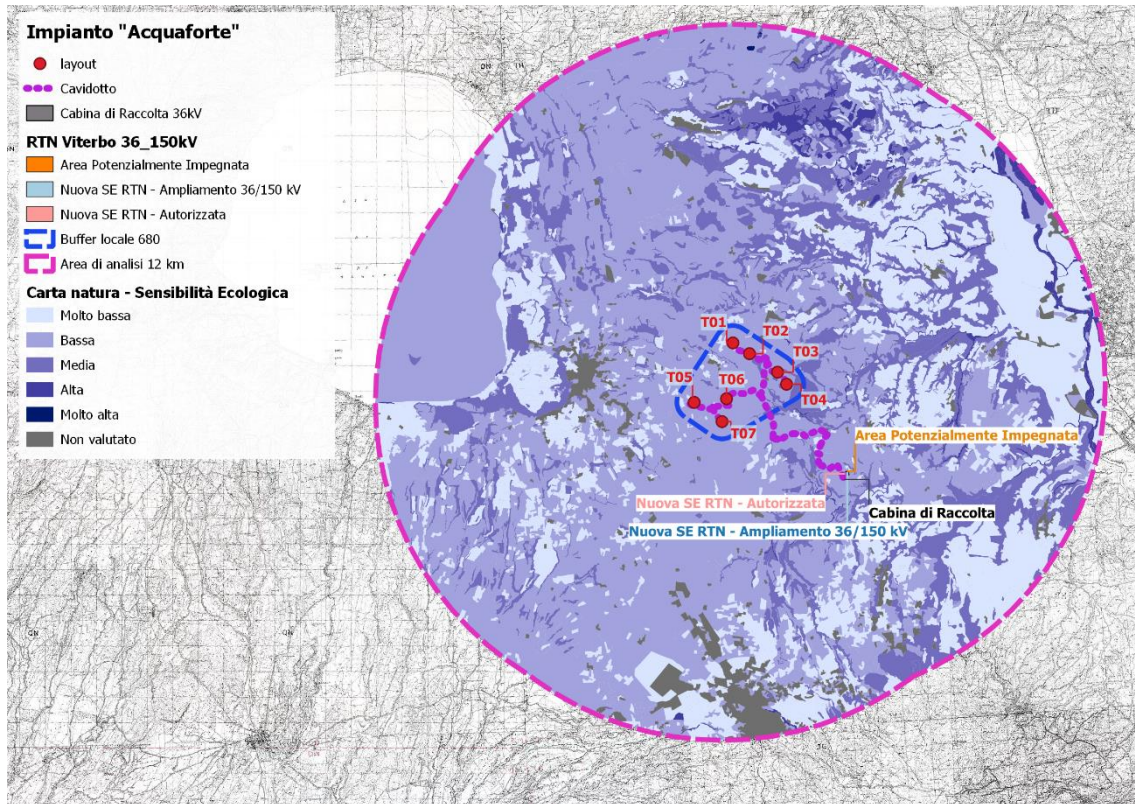 Impianto "Acquaforte"
layout
Cavidotto
Cabina di Raccolta 36kV
RTN Viterbo 36_150kV
Area Potenzialmente Impegnata
Nuova SE RTN - Ampliamento 36/150 kV
Nuova SE RTN - Autorizzata
Buffer locale 680
Area di analisi 12 km
Carta natura - Sensibilità Ecologica
Molto bassa
Bassa
Media
Alta
Molto alta
Non valutato
T01
T02
T03
T05
T06
T04
T07
Area Potenzialmente Impegnata
Nuova SE RTN - Autorizzata
Cabina di Raccolta
Nuova SE RTN - Ampliamento 36/150 kV